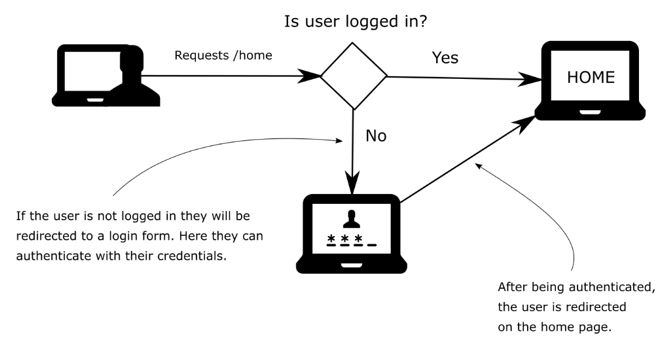 Is user logged in?
Requests /home
Yes
HOME
No
***_
If the user is not logged in they will be
redirected to a login form. Here they can
authenticate with their credentials.
After being authenticated,
the user is redirected
on the home page.